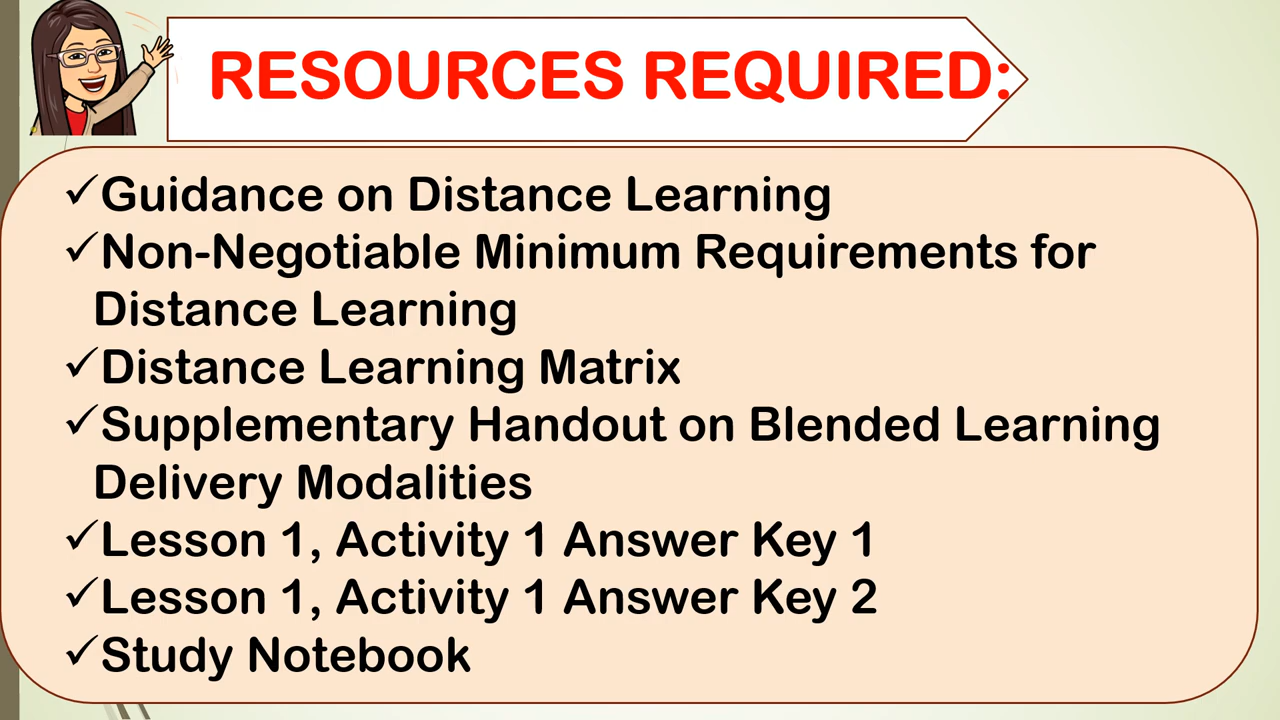 RESOURCES REQUIRED:
✓Guidance on Distance Learning
✓Non-Negotiable Minimum Requirements for
Distance Learning
✓Distance Learning Matrix
✓Supplementary Handout on Blended Learning
Delivery Modalities
✓Lesson 1, Activity 1 Answer Key 1
✓Lesson 1, Activity 1 Answer Key 2
✓Study Notebook